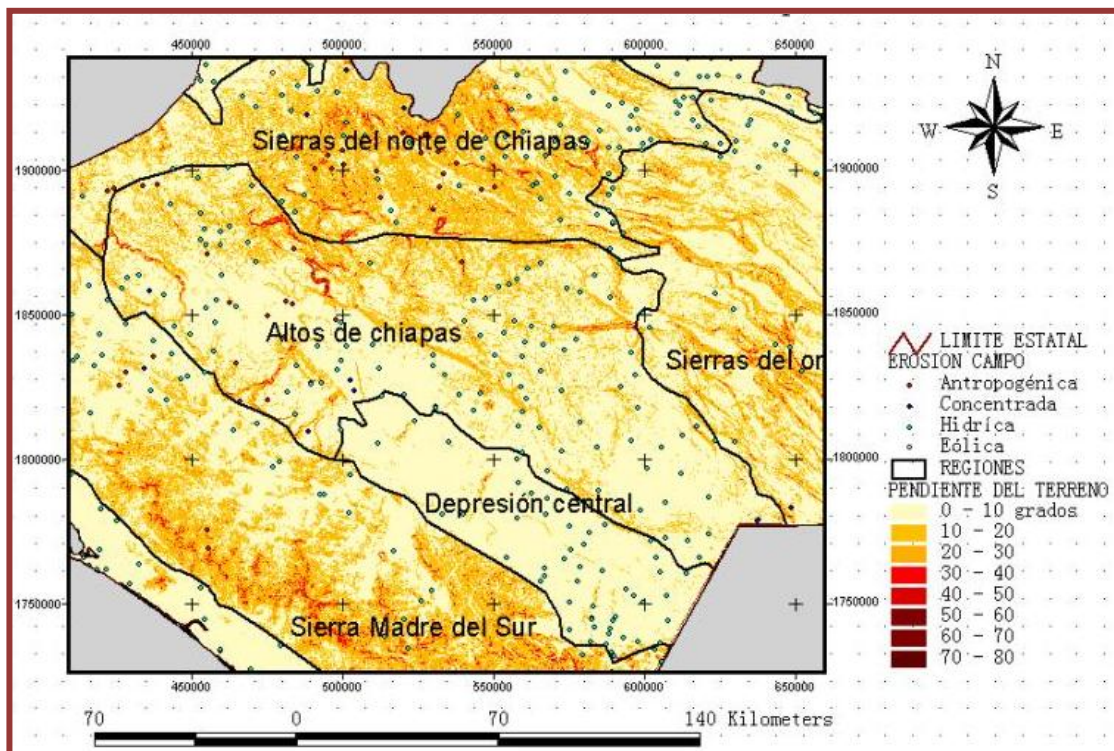 450000 500000 550000 600000 650000
N
W E
S
1900000 1900000
1850000 1850000
1800000 1800000
1750000 1750000
Sierras del norte de Chiapas
Altos de chiapas
Sierras del or
Depresión central
Sierra Madre del Sur
450000 500000 550000 600000 650000
LIMITE ESTATAL
EROSION CAMPO
Antropogénica
Concentrada
Hídríca
Eólica
REGIONES
PENDIENTE DEL TERRENO
0 - 10 grados
10 - 20
20 - 30
30 - 40
40 - 50
50 - 60
60 - 70
70 - 80
70 0 70 140 Kilometers